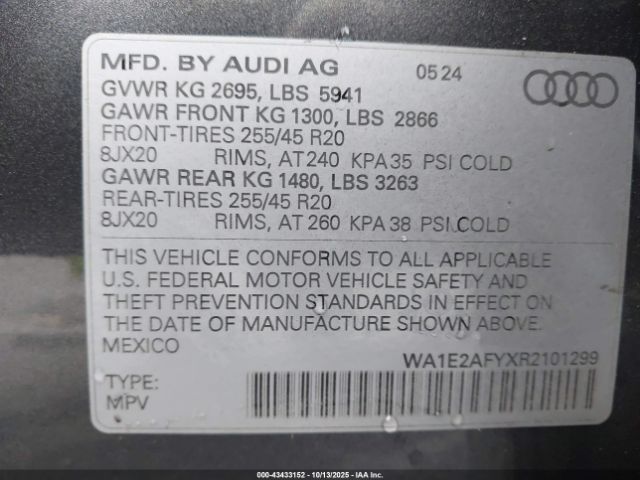 MFD. BY AUDI AG 0524
GVWR KG 2695, LBS 5941
GAWR FRONT KG 1300, LBS 2866
FRONT-TIRES 255/45 R20
8JX20 RIMS, AT 240 KPA 35 PSI COLD
GAWR REAR KG 1480, LBS 3263
REAR-TIRES 255/45 R20
8JX20 RIMS, AT 260 KPA 38 PSI COLD
THIS VEHICLE CONFORMS TO ALL APPLICABLE
U.S. FEDERAL MOTOR VEHICLE SAFETY AND
THEFT PREVENTION STANDARDS IN EFFECT ON
THE DATE OF MANUFACTURE SHOWN ABOVE.
MEXICO
WA1E2AFYXR2101299
TYPE:
MPV
000-43433152 - 10/13/2025 - IAA Inc.